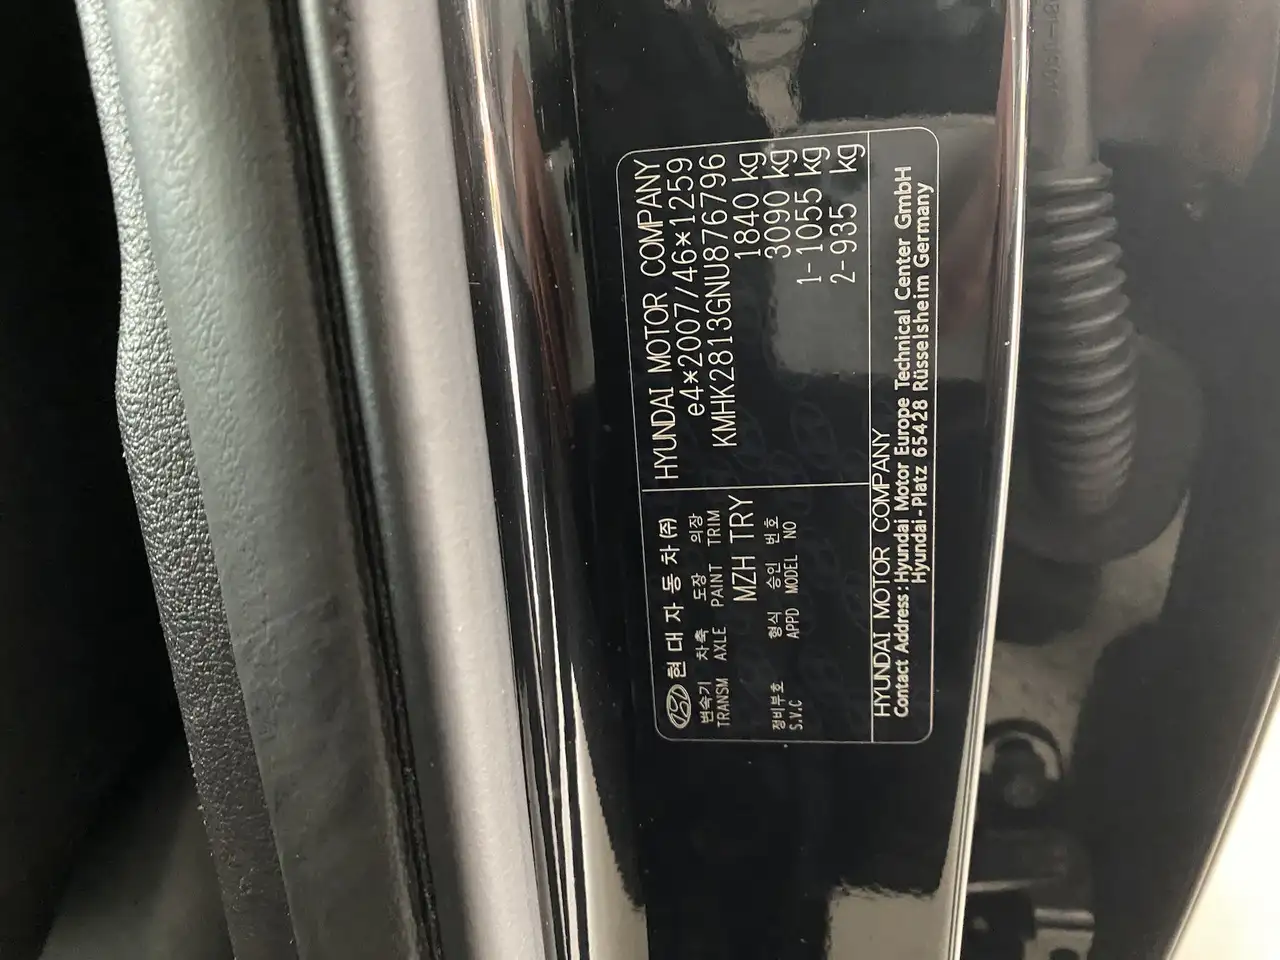 현대자동차(주)
HYUNDAI MOTOR COMPANY
e4*2007/46*1259
KMHK2813GNU876796
1840 kg
3090 kg
1-1055 kg
2-935 kg
변속기 차축 도장 의장
TRANSM AXLE PAINT TRIM
MZH TRY
정비부호 형식 승인 번호
S.V.C APPD MODEL NO
HYUNDAI MOTOR COMPANY
Contact Address : Hyundai Motor Europe Technical Center GmbH
Hyundai-Platz 65428 Rüsselsheim Germany